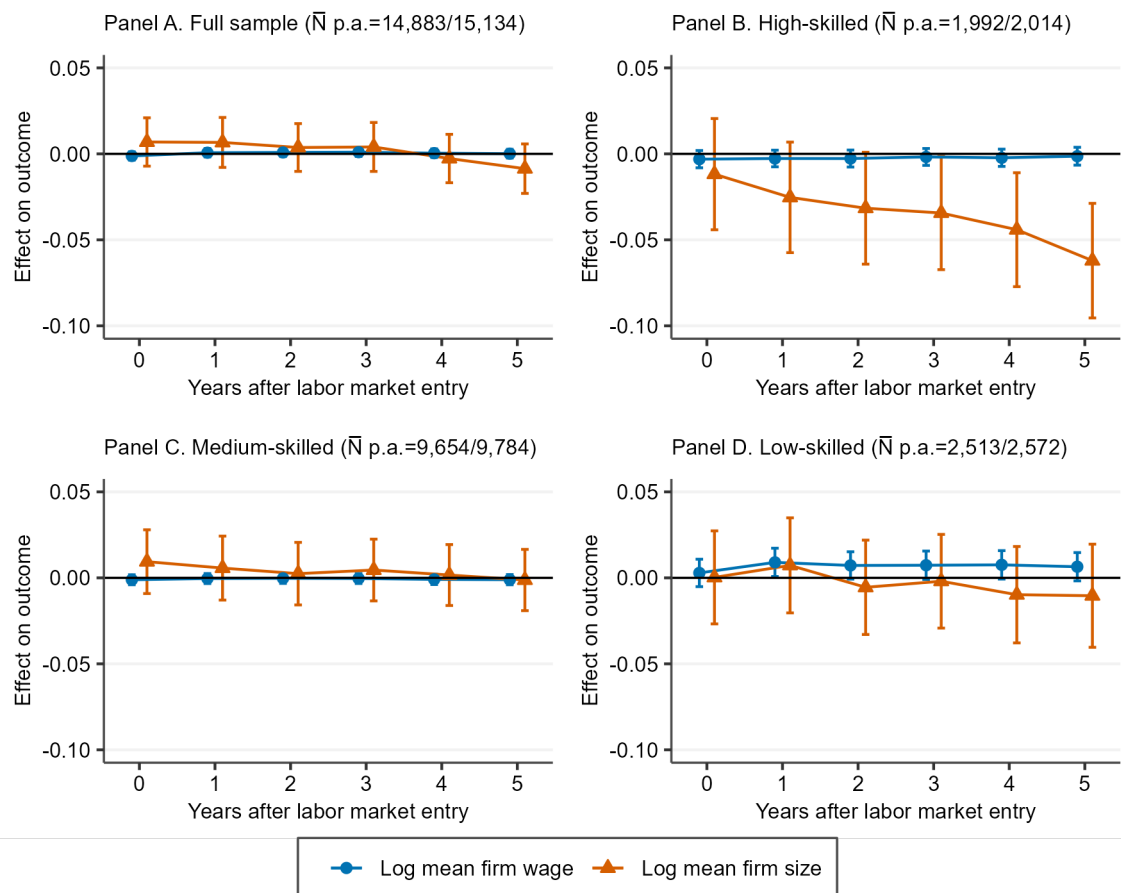 Panel A. Full sample (N̅ p.a.=14,883/15,134)
0.05
0.00
-0.05
-0.10
Effect on outcome
0 1 2 3 4 5
Years after labor market entry
Panel B. High-skilled (N̅ p.a.=1,992/2,014)
0.05
0.00
-0.05
-0.10
Effect on outcome
0 1 2 3 4 5
Years after labor market entry
Panel C. Medium-skilled (N̅ p.a.=9,654/9,784)
0.05
0.00
-0.05
-0.10
Effect on outcome
0 1 2 3 4 5
Years after labor market entry
Panel D. Low-skilled (N̅ p.a.=2,513/2,572)
0.05
0.00
-0.05
-0.10
Effect on outcome
0 1 2 3 4 5
Years after labor market entry
Log mean firm wage Log mean firm size